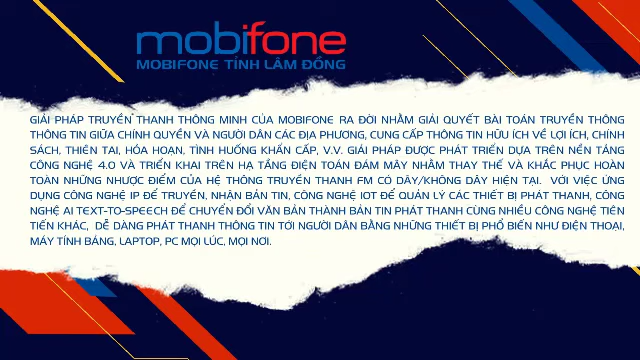 mobifone
MOBIFONE TỈNH LÂM ĐỒNG
GIẢI PHÁP TRUYỀN THANH THÔNG MINH CỦA MOBIFONE RA ĐỜI NHẰM GIẢI QUYẾT BÀI TOÁN TRUYỀN THÔNG
THÔNG TIN GIỮA CHÍNH QUYỀN VÀ NGƯỜI DÂN CÁC ĐỊA PHƯƠNG, CUNG CẤP THÔNG TIN HỮU ÍCH VỀ LỢI ÍCH, CHÍNH
SÁCH, THIÊN TAI, HỎA HOẠN, TÌNH HUỐNG KHẨN CẤP, V.V. GIẢI PHÁP ĐƯỢC PHÁT TRIỂN DỰA TRÊN NỀN TẢNG
CÔNG NGHỆ 4.0 VÀ TRIỂN KHAI TRÊN HẠ TẦNG ĐIỆN TOÁN ĐÁM MÂY NHẰM THAY THẾ VÀ KHẮC PHỤC HOÀN
TOÀN NHỮNG NHƯỢC ĐIỂM CỦA HỆ THỐNG TRUYỀN THANH FM CÓ DÂY/KHÔNG DÂY HIỆN TẠI. VỚI VIỆC ỨNG
DỤNG CÔNG NGHỆ IP ĐỂ TRUYỀN, NHẬN BẢN TIN, CÔNG NGHỆ IOT ĐỂ QUẢN LÝ CÁC THIẾT BỊ PHÁT THANH, CÔNG
NGHỆ AI TEXT-TO-SPEECH ĐỂ CHUYỂN ĐỔI VĂN BẢN THÀNH BẢN TIN PHÁT THANH CÙNG NHIỀU CÔNG NGHỆ TIÊN
TIẾN KHÁC, DỄ DÀNG PHÁT THANH THÔNG TIN TỚI NGƯỜI DÂN BẰNG NHỮNG THIẾT BỊ PHỔ BIẾN NHƯ ĐIỆN THOẠI,
MÁY TÍNH BẢNG, LAPTOP, PC MỌI LÚC, MỌI NƠI.